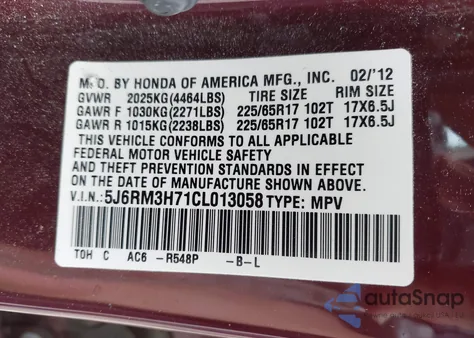 M F D. BY HONDA OF AMERICA MFG., INC. 02/'12
GVWR 2025KG(4464LBS) TIRE SIZE RIM SIZE
GAWR F 1030KG(2271LBS) 225/65R17 102T 17X6.5J
GAWR R 1015KG(2238LBS) 225/65R17 102T 17X6.5J
THIS VEHICLE CONFORMS TO ALL APPLICABLE
FEDERAL MOTOR VEHICLE SAFETY
AND THEFT PREVENTION STANDARDS IN EFFECT
ON THE DATE OF MANUFACTURE SHOWN ABOVE.
V.I.N.:5J6RM3H71CL013058 TYPE: MPV
TOH C AC6 -R548P -B-L
autoSnap